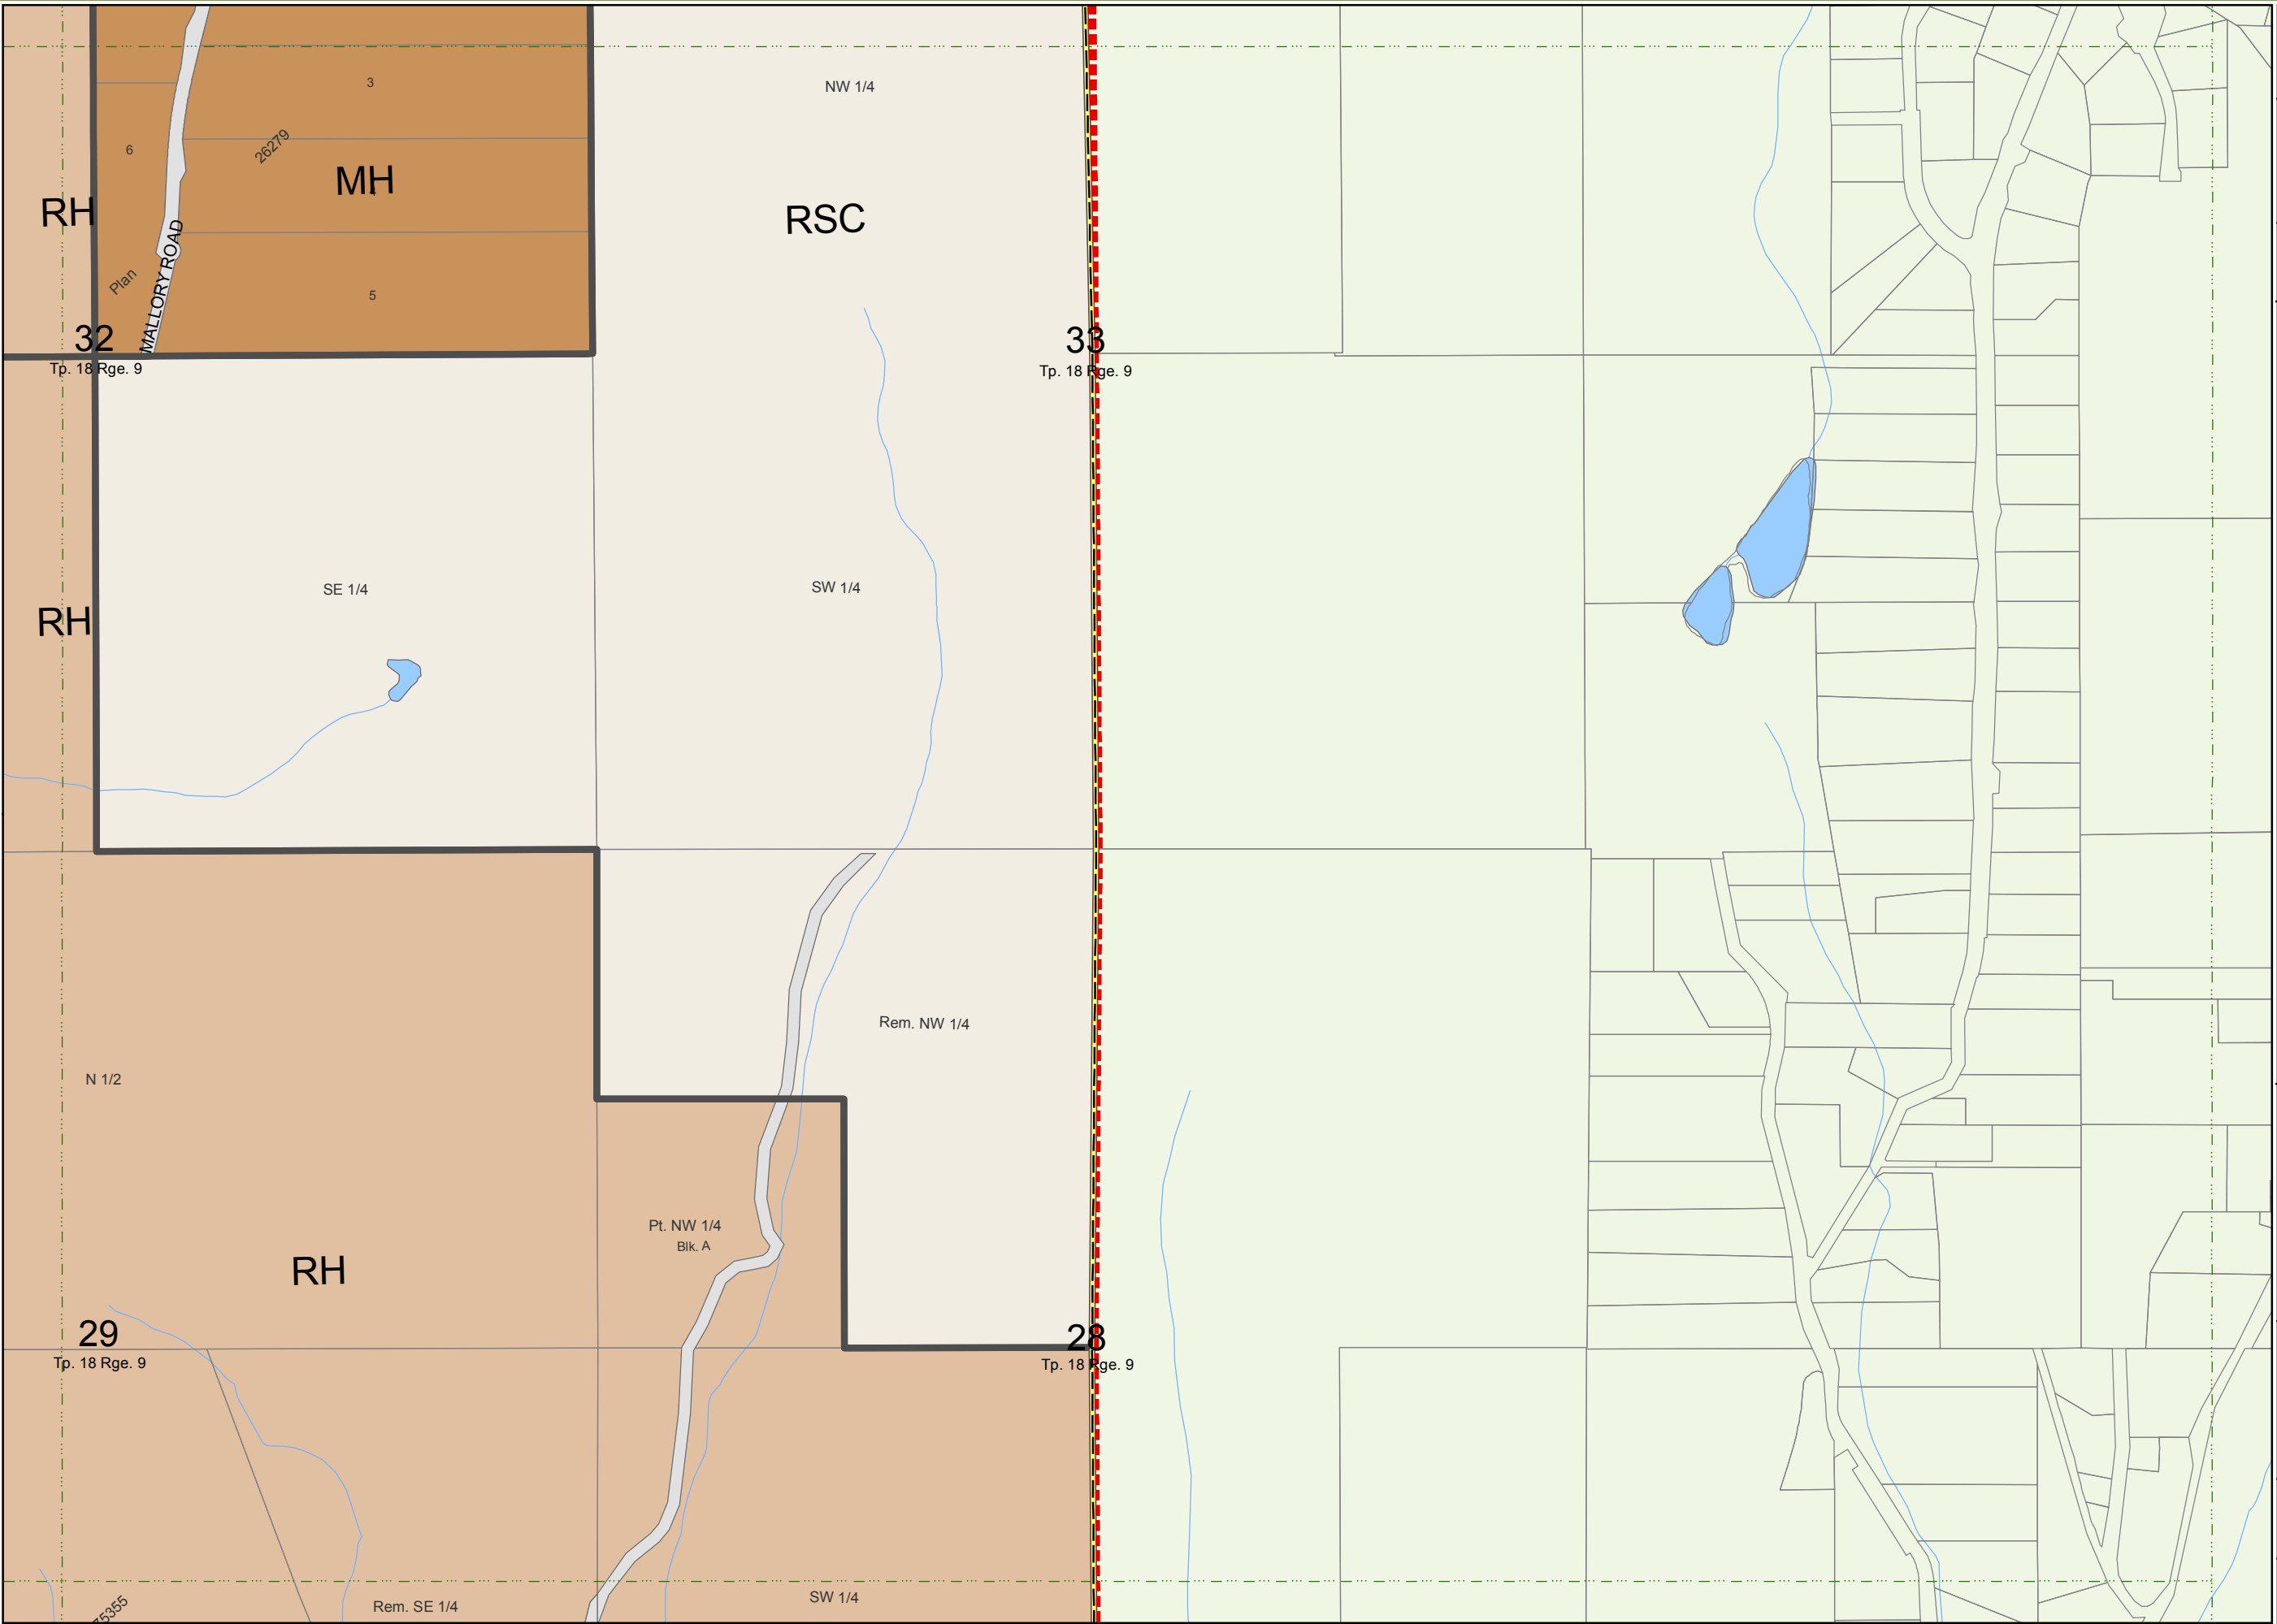 NW 1/4
3
26279
6
MH
RH
RSC
MALLORY ROAD
Plan
5
32
Tp. 18 Rge. 9
33
Tp. 18 Rge. 9
SE 1/4
SW 1/4
RH
Rem. NW 1/4
N 1/2
Pt. NW 1/4
Blk. A
RH
29
Tp. 18 Rge. 9
28
Tp. 18 Rge. 9
SW 1/4
Rem. SE 1/4